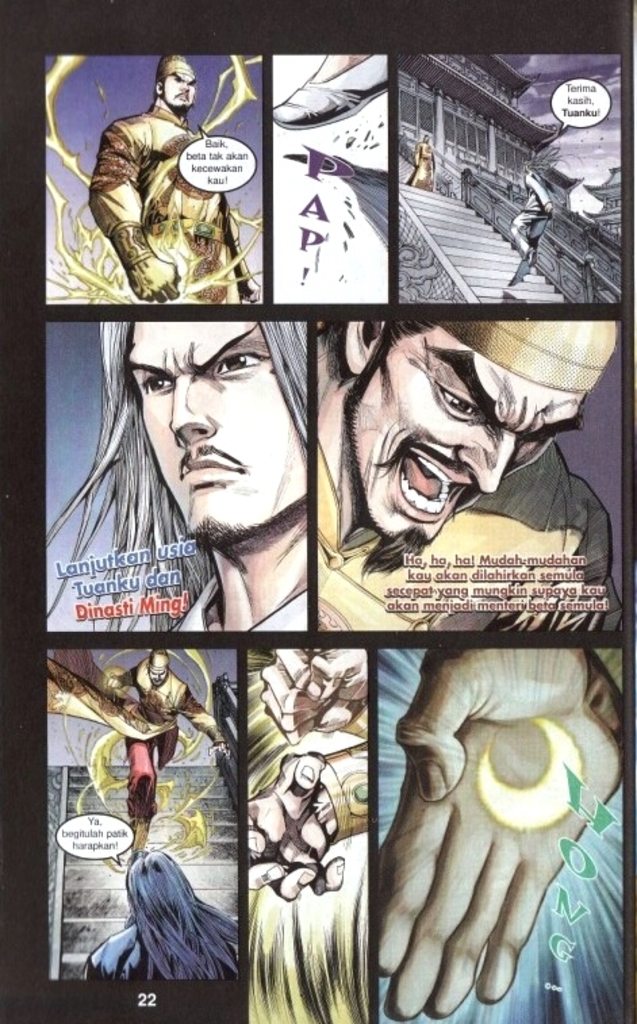 Baik,
beta tak akan
kecewakan
kau!
PAP!
Terima
kasih,
Tuanku!
Lanjutkan usia
Tuanku dan
Dinasti Ming!
Ha, ha, ha! Mudah-mudahan
kau akan dilahirkan semula
secepat yang mungkin supaya kau
akan menjadi menteri beta semula!
Ya,
begitulah patik
harapkan!
HONG...
22